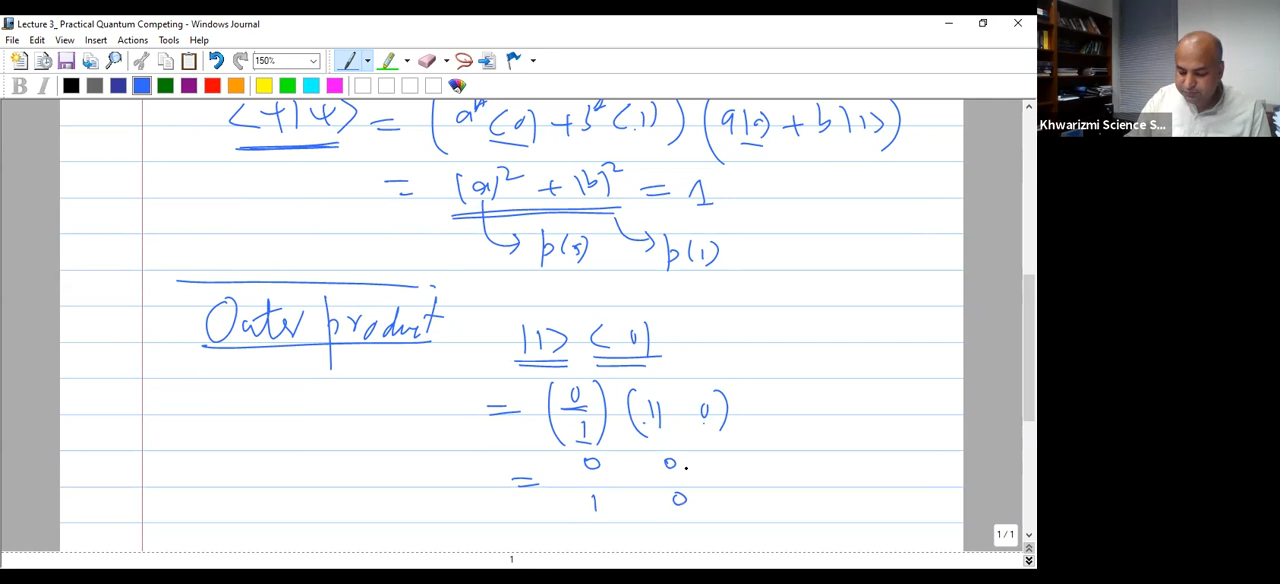 Lecture 3_ Practical Quantum Competing - Windows Journal
File Edit View Insert Actions Tools Help
150%
B I
Khwarizmi Science S...
⟨ψ|ψ⟩ = (a* ⟨0| + b* ⟨1|) (a|0⟩ + b|1⟩)
= |a|² + |b|² = 1
p(0) p(1)
Outer product
|1⟩ ⟨0|
= (0 1) (1 0)
= 0 0
1 0
1 / 1
1